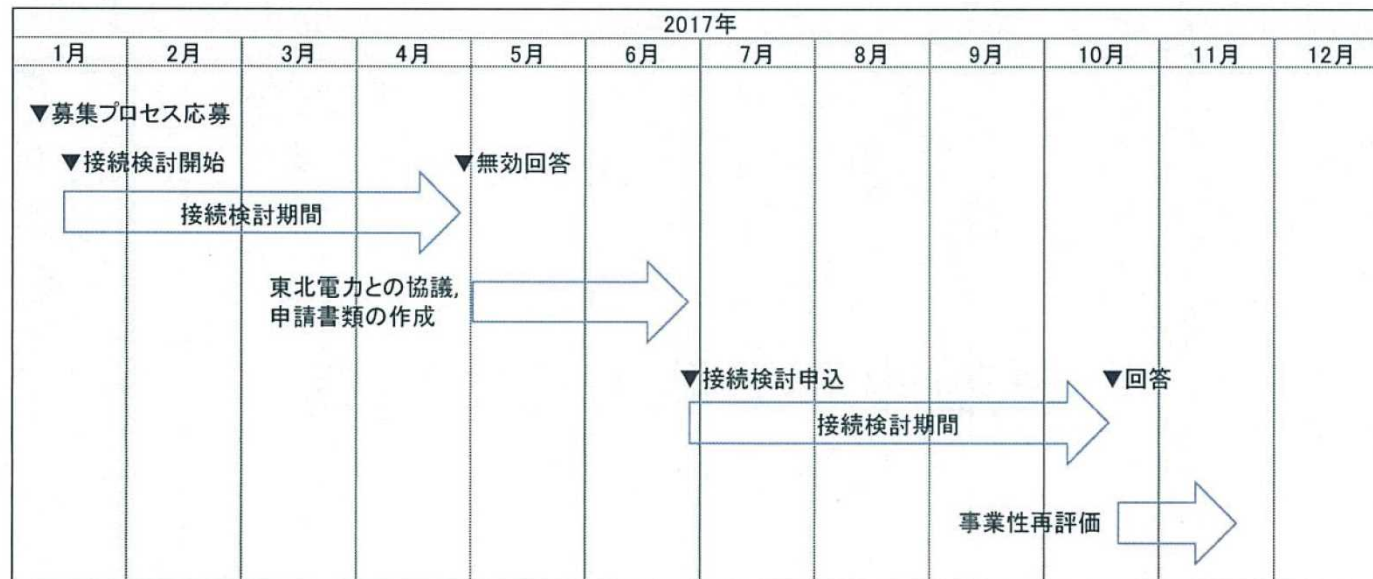 2017年
1月 2月 3月 4月 5月 6月 7月 8月 9月 10月 11月 12月
▼募集プロセス応募
▼接続検討開始 ▼無効回答
接続検討期間
東北電力との協議,
申請書類の作成
▼接続検討申込 ▼回答
接続検討期間
事業性再評価